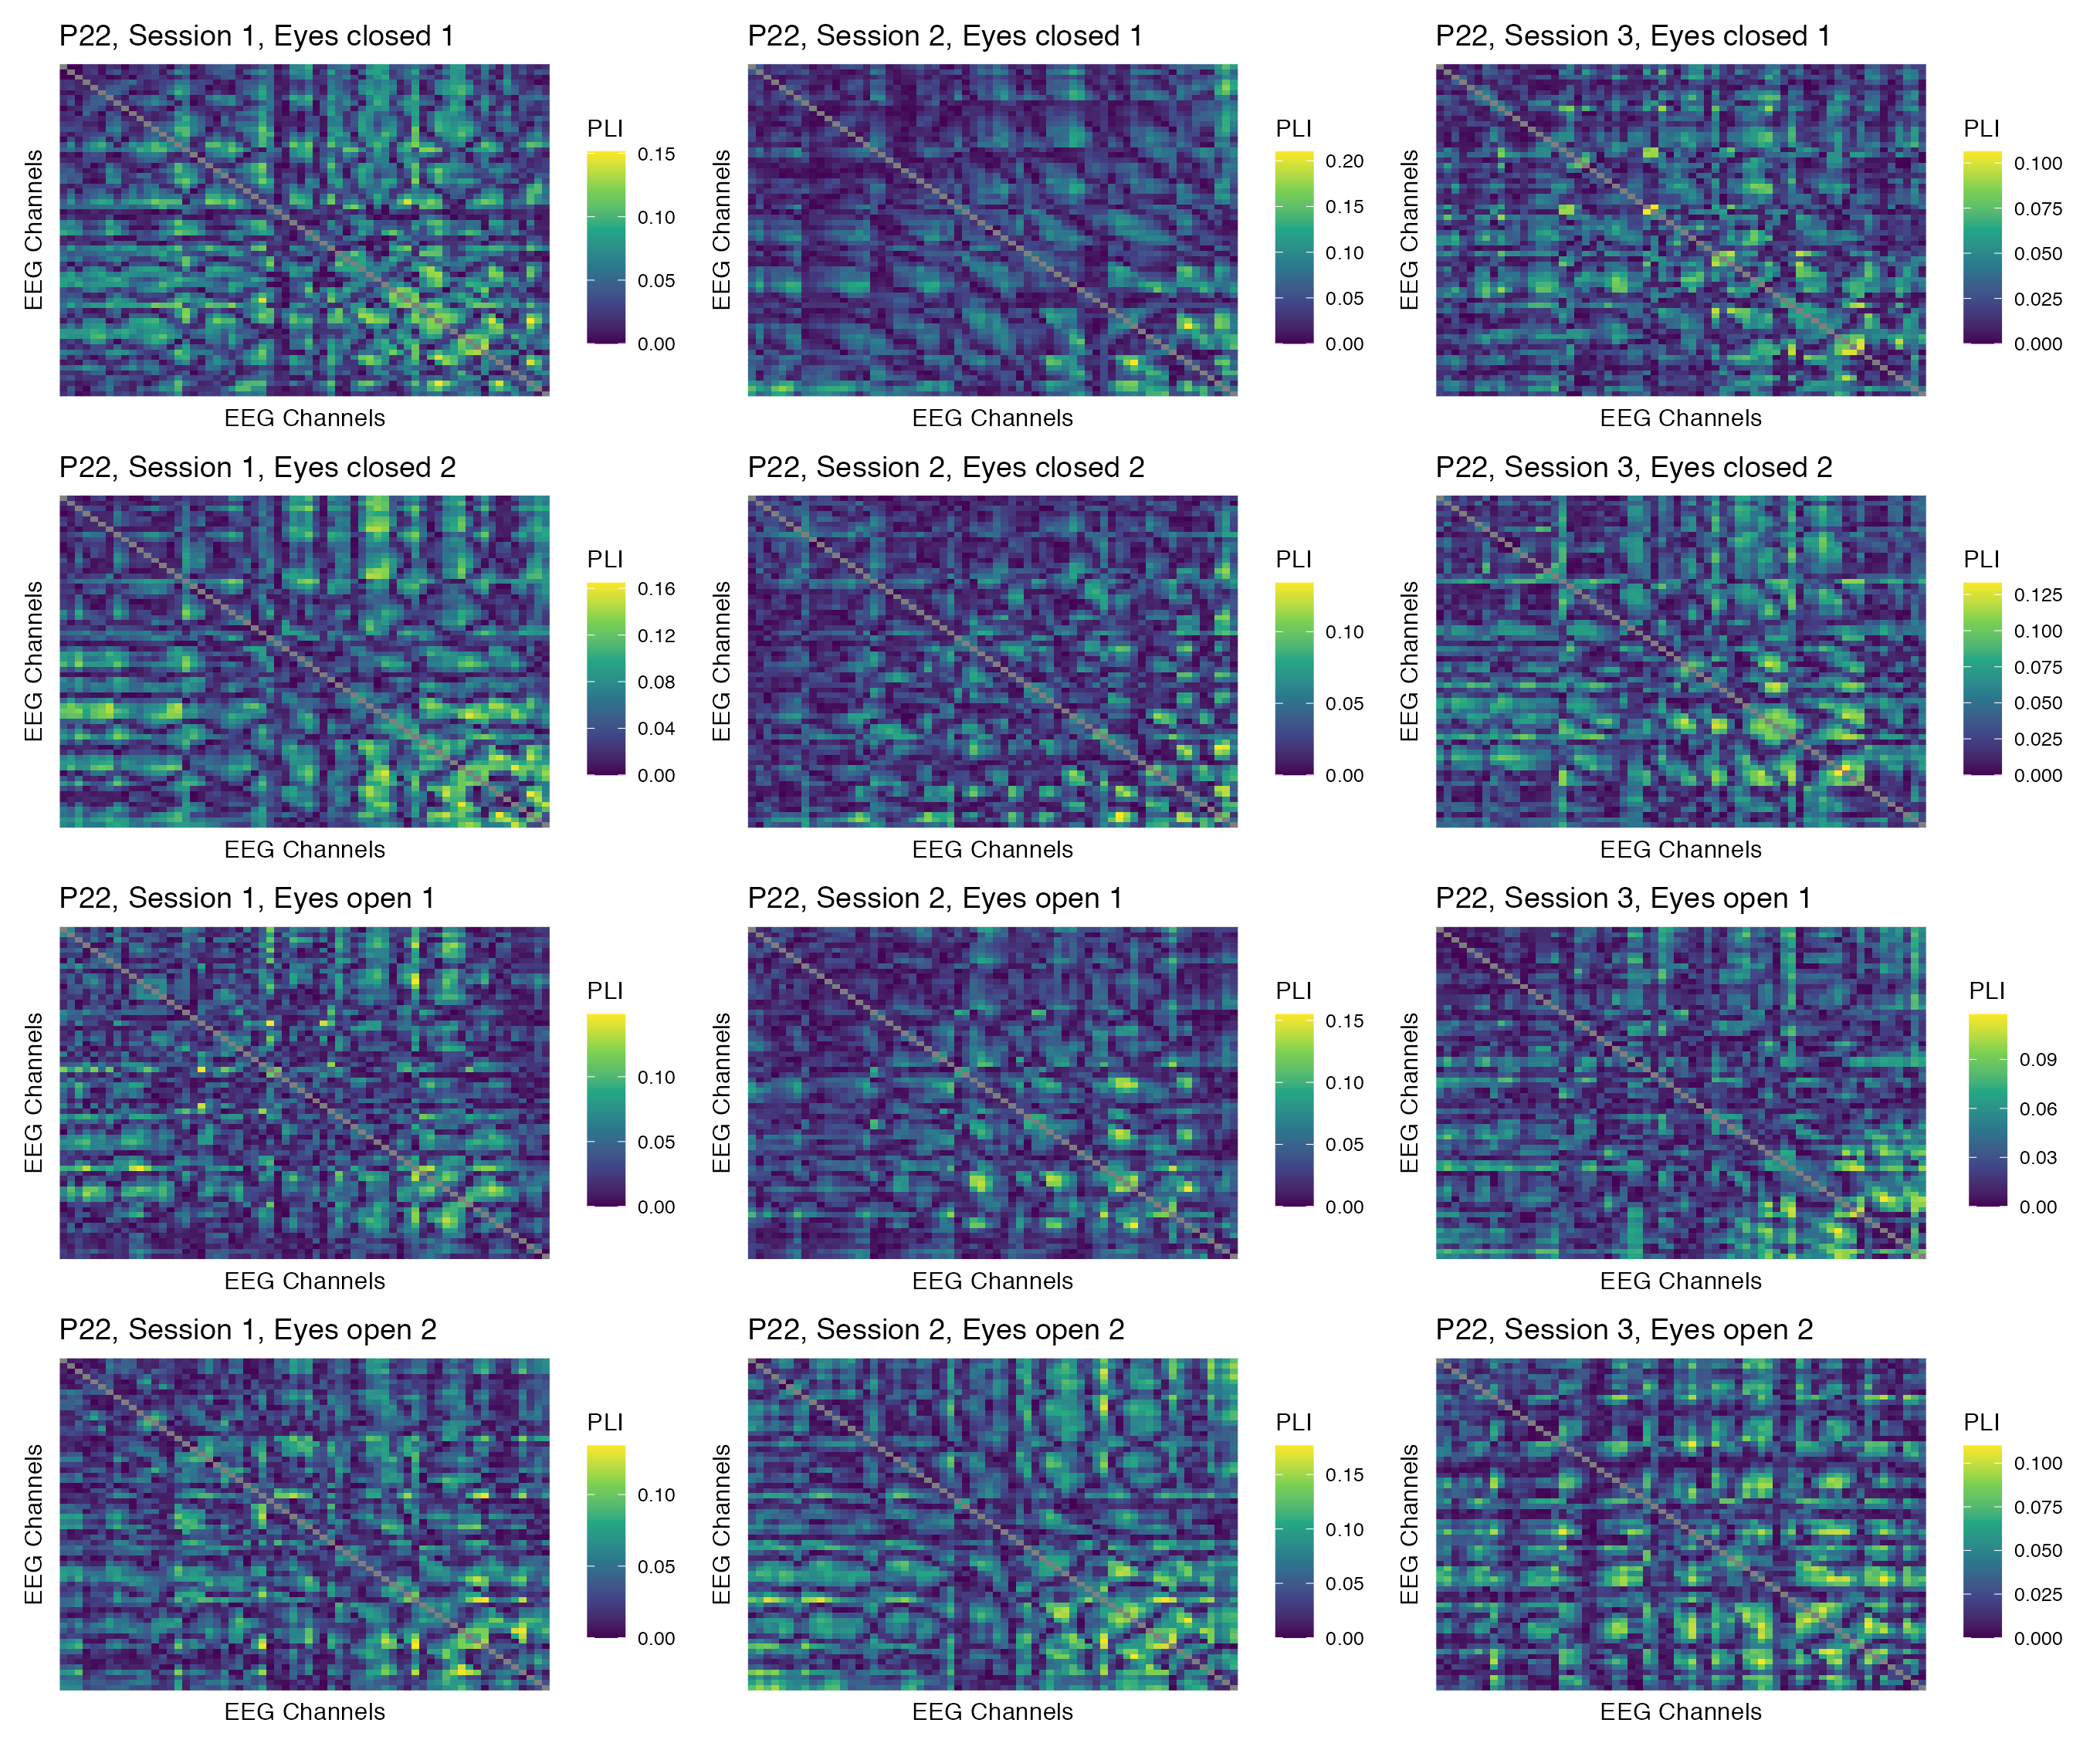 P22, Session 1, Eyes closed 1
EEG Channels
EEG Channels
PLI
0.15
0.10
0.05
0.00
P22, Session 2, Eyes closed 1
EEG Channels
EEG Channels
PLI
0.20
0.15
0.10
0.05
0.00
P22, Session 3, Eyes closed 1
EEG Channels
EEG Channels
PLI
0.100
0.075
0.050
0.025
0.000
P22, Session 1, Eyes closed 2
EEG Channels
EEG Channels
PLI
0.16
0.12
0.08
0.04
0.00
P22, Session 2, Eyes closed 2
EEG Channels
EEG Channels
PLI
0.10
0.05
0.00
P22, Session 3, Eyes closed 2
EEG Channels
EEG Channels
PLI
0.125
0.100
0.075
0.050
0.025
0.000
P22, Session 1, Eyes open 1
EEG Channels
EEG Channels
PLI
0.10
0.05
0.00
P22, Session 2, Eyes open 1
EEG Channels
EEG Channels
PLI
0.15
0.10
0.05
0.00
P22, Session 3, Eyes open 1
EEG Channels
EEG Channels
PLI
0.09
0.06
0.03
0.00
P22, Session 1, Eyes open 2
EEG Channels
EEG Channels
PLI
0.10
0.05
0.00
P22, Session 2, Eyes open 2
EEG Channels
EEG Channels
PLI
0.15
0.10
0.05
0.00
P22, Session 3, Eyes open 2
EEG Channels
EEG Channels
PLI
0.100
0.075
0.050
0.025
0.000